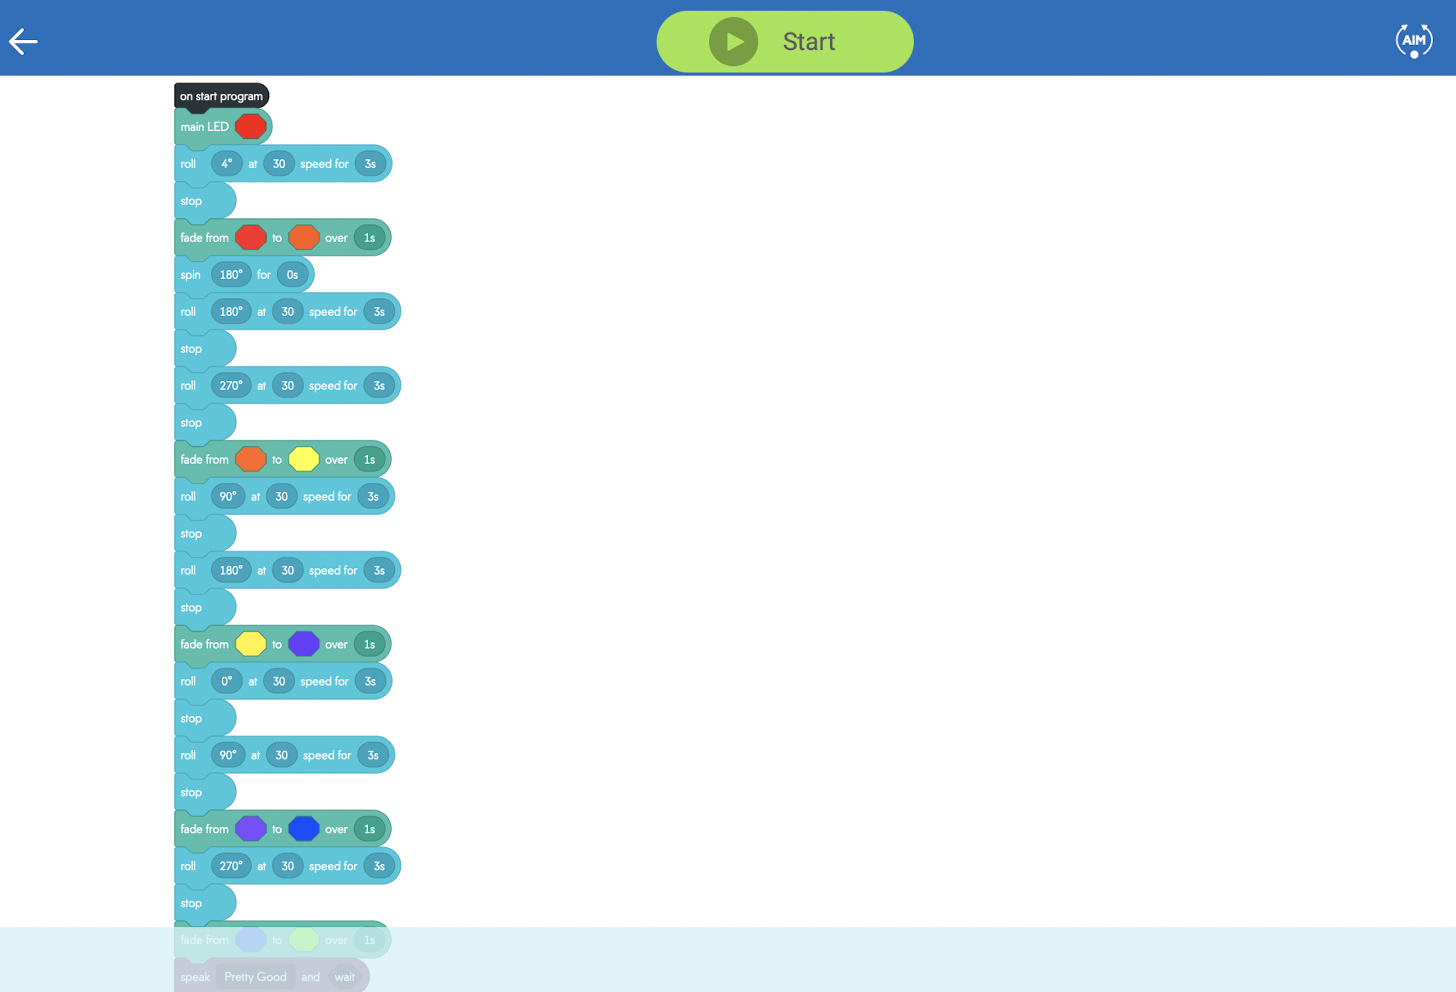 Start
AIM
on start program
main LED
roll 4° at 30 speed for 3s
stop
fade from to over 1s
spin 180° for 0s
roll 180° at 30 speed for 3s
stop
roll 270° at 30 speed for 3s
stop
fade from to over 1s
roll 90° at 30 speed for 3s
stop
roll 180° at 30 speed for 3s
stop
fade from to over 1s
roll 0° at 30 speed for 3s
stop
roll 90° at 30 speed for 3s
stop
fade from to over 1s
roll 270° at 30 speed for 3s
stop
fade from to over 1s
speak Pretty Good and wait